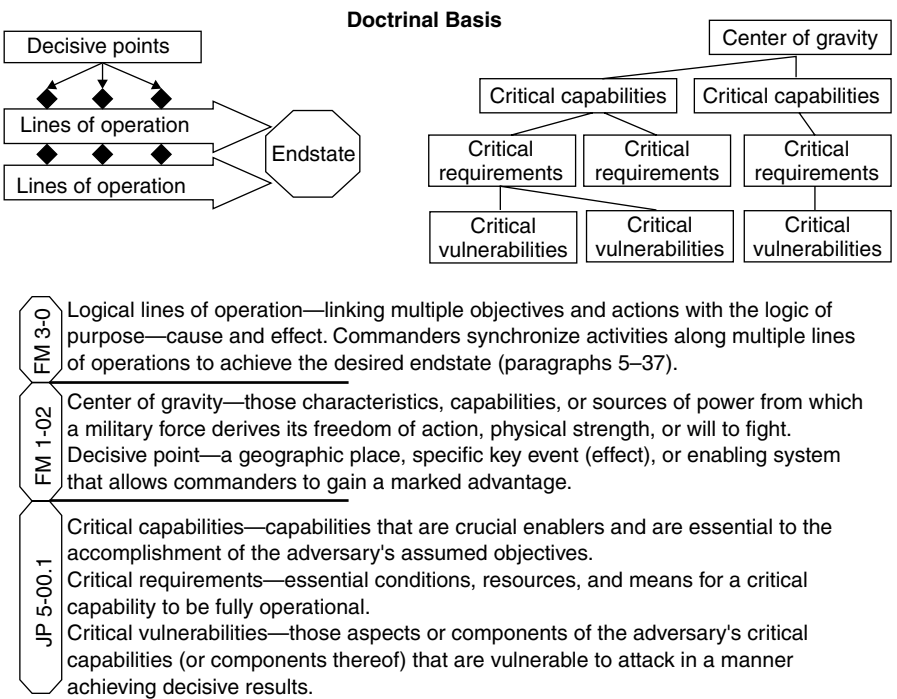 Doctrinal Basis
Decisive points
Lines of operation
Lines of operation
Endstate
Center of gravity
Critical capabilities
Critical capabilities
Critical
requirements
Critical
requirements
Critical
requirements
Critical
vulnerabilities
Critical
vulnerabilities
Critical
vulnerabilities
FM 3-0
Logical lines of operation—linking multiple objectives and actions with the logic of
purpose—cause and effect. Commanders synchronize activities along multiple lines
of operations to achieve the desired endstate (paragraphs 5–37).
FM 1-02
Center of gravity—those characteristics, capabilities, or sources of power from which
a military force derives its freedom of action, physical strength, or will to fight.
Decisive point—a geographic place, specific key event (effect), or enabling system
that allows commanders to gain a marked advantage.
JP 5-00.1
Critical capabilities—capabilities that are crucial enablers and are essential to the
accomplishment of the adversary's assumed objectives.
Critical requirements—essential conditions, resources, and means for a critical
capability to be fully operational.
Critical vulnerabilities—those aspects or components of the adversary's critical
capabilities (or components thereof) that are vulnerable to attack in a manner
achieving decisive results.